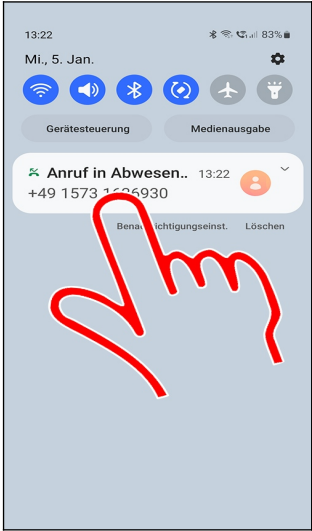 13:22 83%
Mi., 5. Jan.
Gerätesteuerung Medienausgabe
Anruf in Abwesen.. 13:22
+49 1573
Löschen